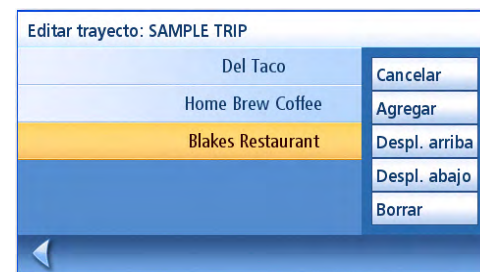 Editar trayecto: SAMPLE TRIP
Del Taco
Home Brew Coffee
Blakes Restaurant
Cancelar
Agregar
Despl. arriba
Despl. abajo
Borrar